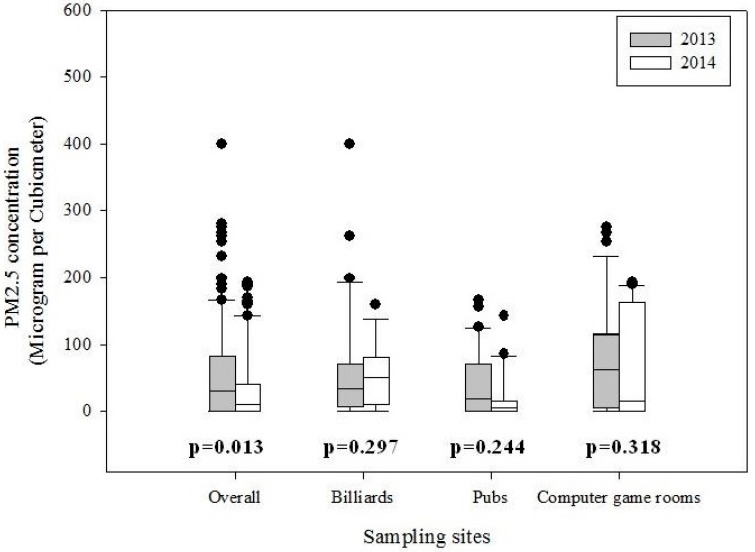 600
500
400
300
200
100
0
PM2.5 concentration
(Microgram per Cubicmeter)
2013
2014
p=0.013
p=0.297
p=0.244
p=0.318
Overall
Billiards
Pubs
Computer game rooms
Sampling sites